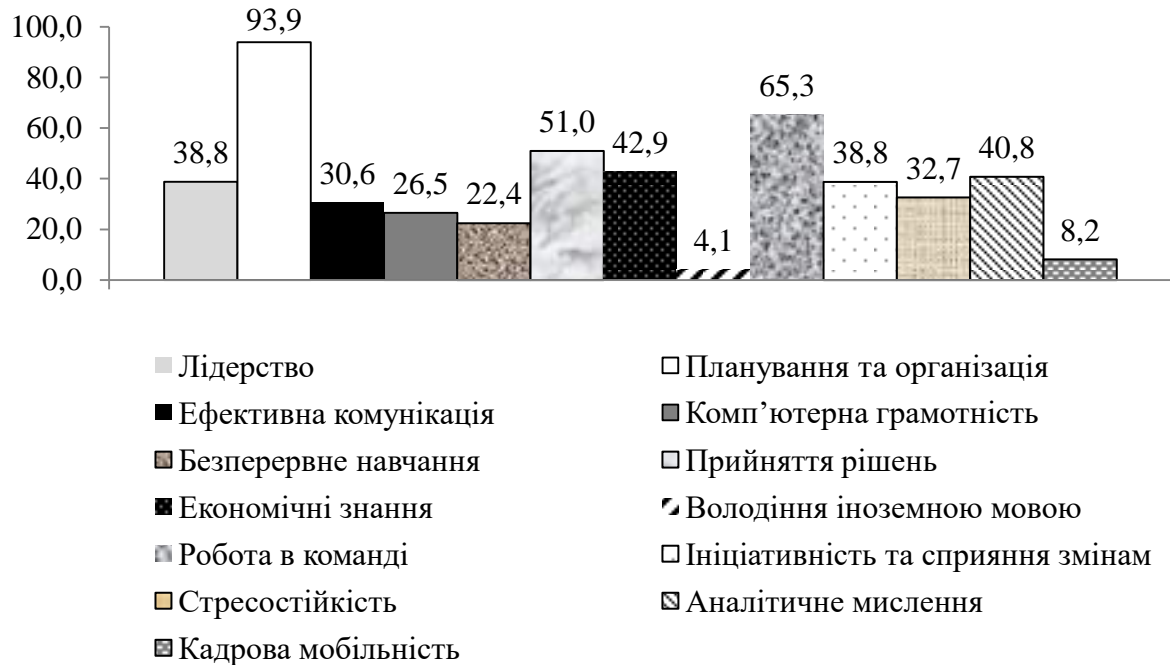 100,0
80,0
60,0
40,0
20,0
0,0
38,8
93,9
30,6
26,5
22,4
51,0
42,9
4,1
65,3
38,8
32,7
40,8
8,2
Лідерство
Планування та організація
Ефективна комунікація
Комп’ютерна грамотність
Безперервне навчання
Прийняття рішень
Економічні знання
Володіння іноземною мовою
Робота в команді
Ініціативність та сприяння змінам
Стресостійкість
Аналітичне мислення
Кадрова мобільність